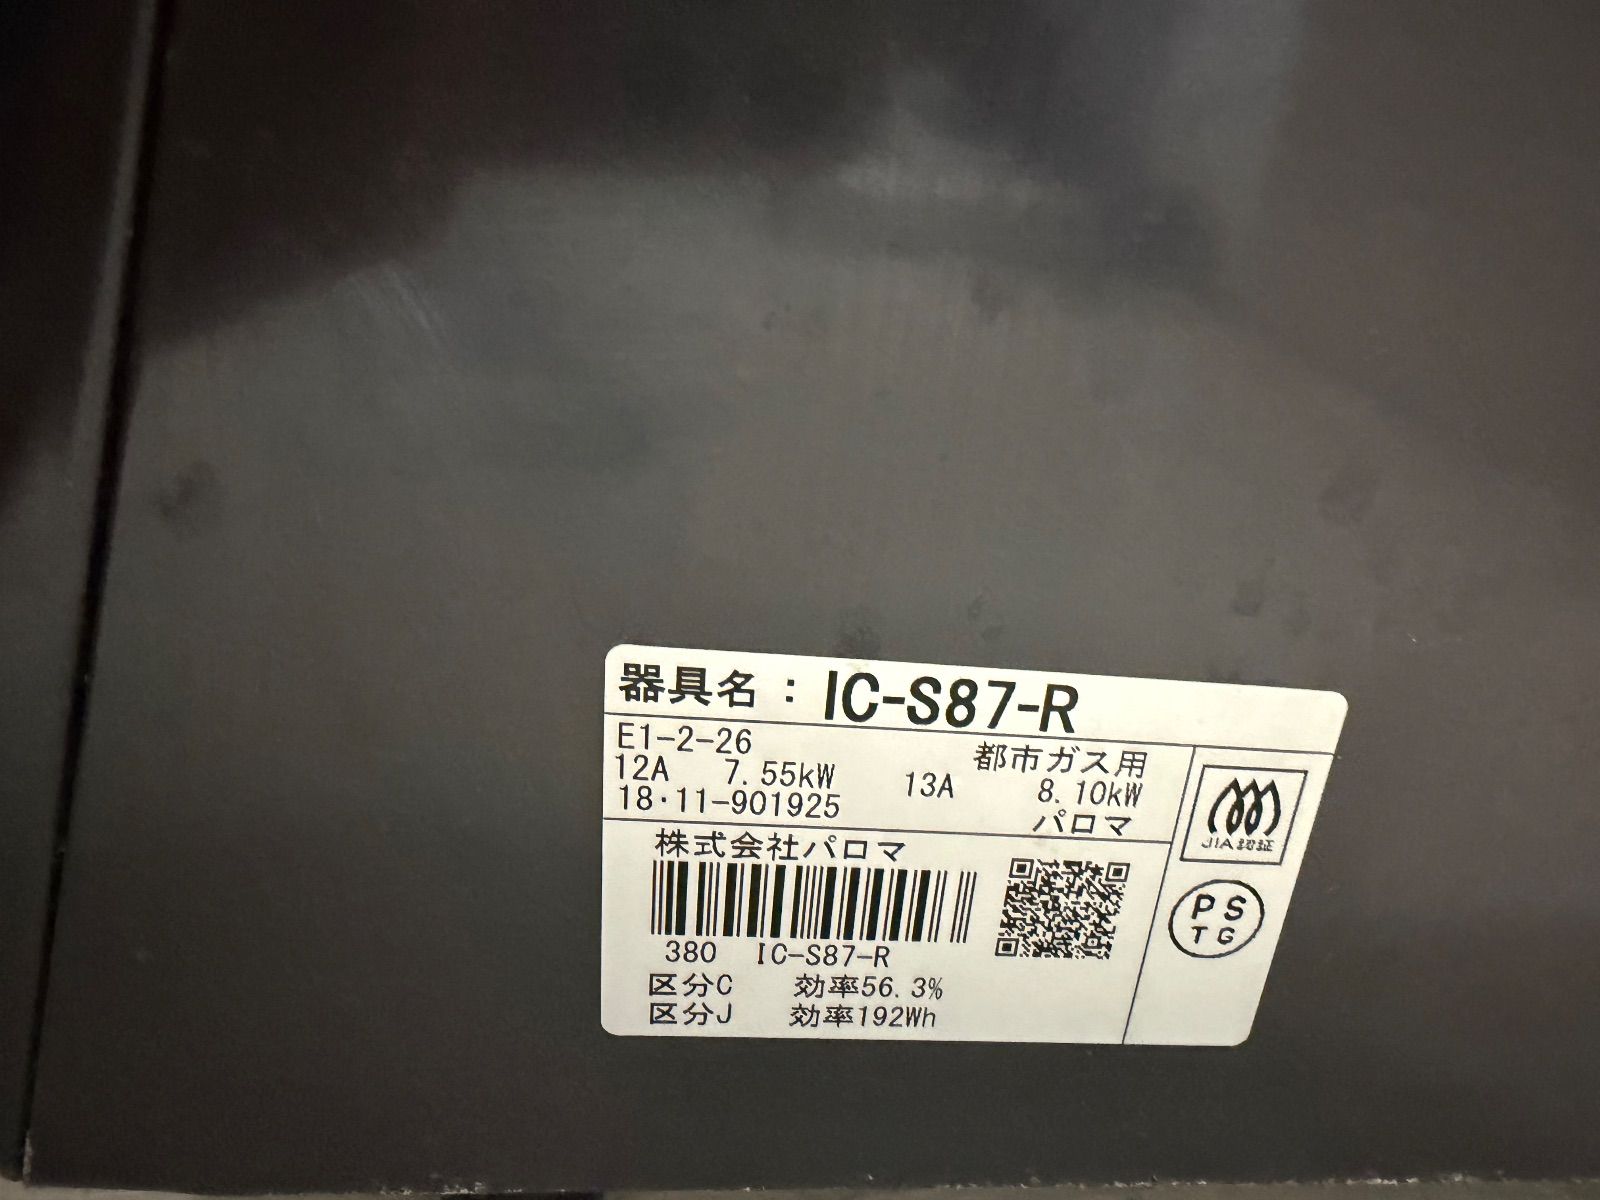 器具名：IC-S87-R
E1-2-26 都市ガス用
12A 7.55kW 13A 8.10kW
18・11-901925 パロマ
JIA認証
株式会社パロマ
PS
TG
380 IC-S87-R
区分C 効率56.3%
区分J 効率192Wh